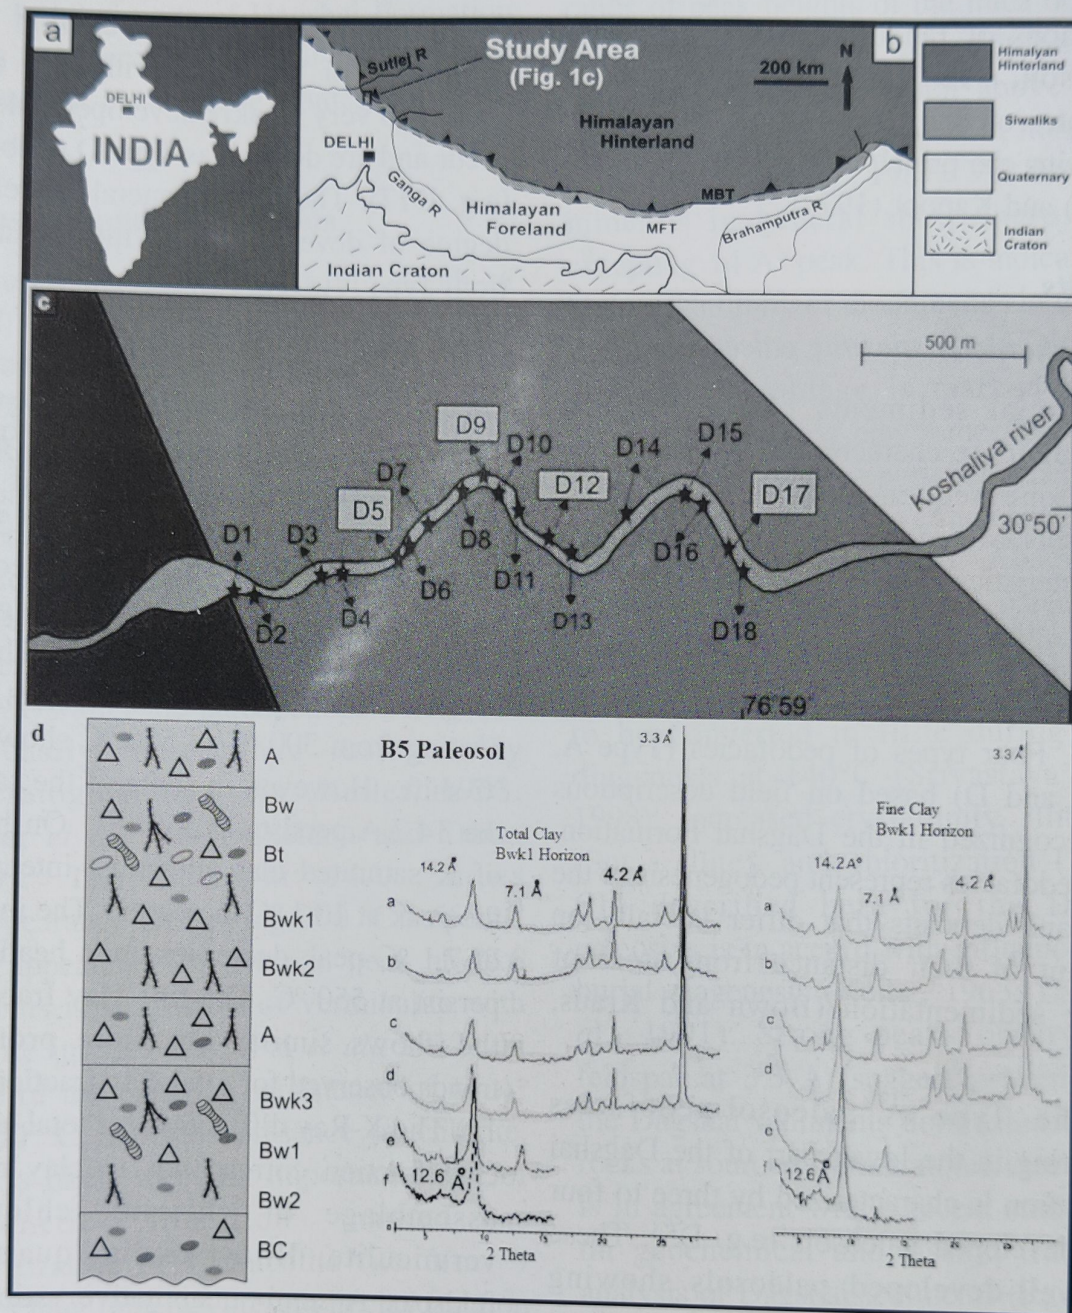 a
DELHI
INDIA
b
Sutlej R
Study Area
(Fig. 1c)
N
200 km
Himalayan
Hinterland
DELHI
Ganga R
Himalayan
Foreland
MBT
MFT
Brahamputra R
Indian Craton
Himalyan
Hinterland
Siwaliks
Quaternary
Indian
Craton
c
500 m
Koshaliya river
30°50'
76°59'
D1
D2
D3
D4
D5
D6
D7
D8
D9
D10
D11
D12
D13
D14
D15
D16
D17
D18
d
A
Bw
Bt
Bwk1
Bwk2
A
Bwk3
Bw1
Bw2
BC
B5 Paleosol
Total Clay
Bwk1 Horizon
14.2 Å
7.1 Å
4.2 Å
3.3 Å
a
b
c
d
e
f
12.6 Å
5
10
15
2 Theta
Fine Clay
Bwk1 Horizon
14.2 A°
7.1 Å
4.2 Å
3.3 Å
a
b
c
d
e
f
12.6 Å
2 Theta